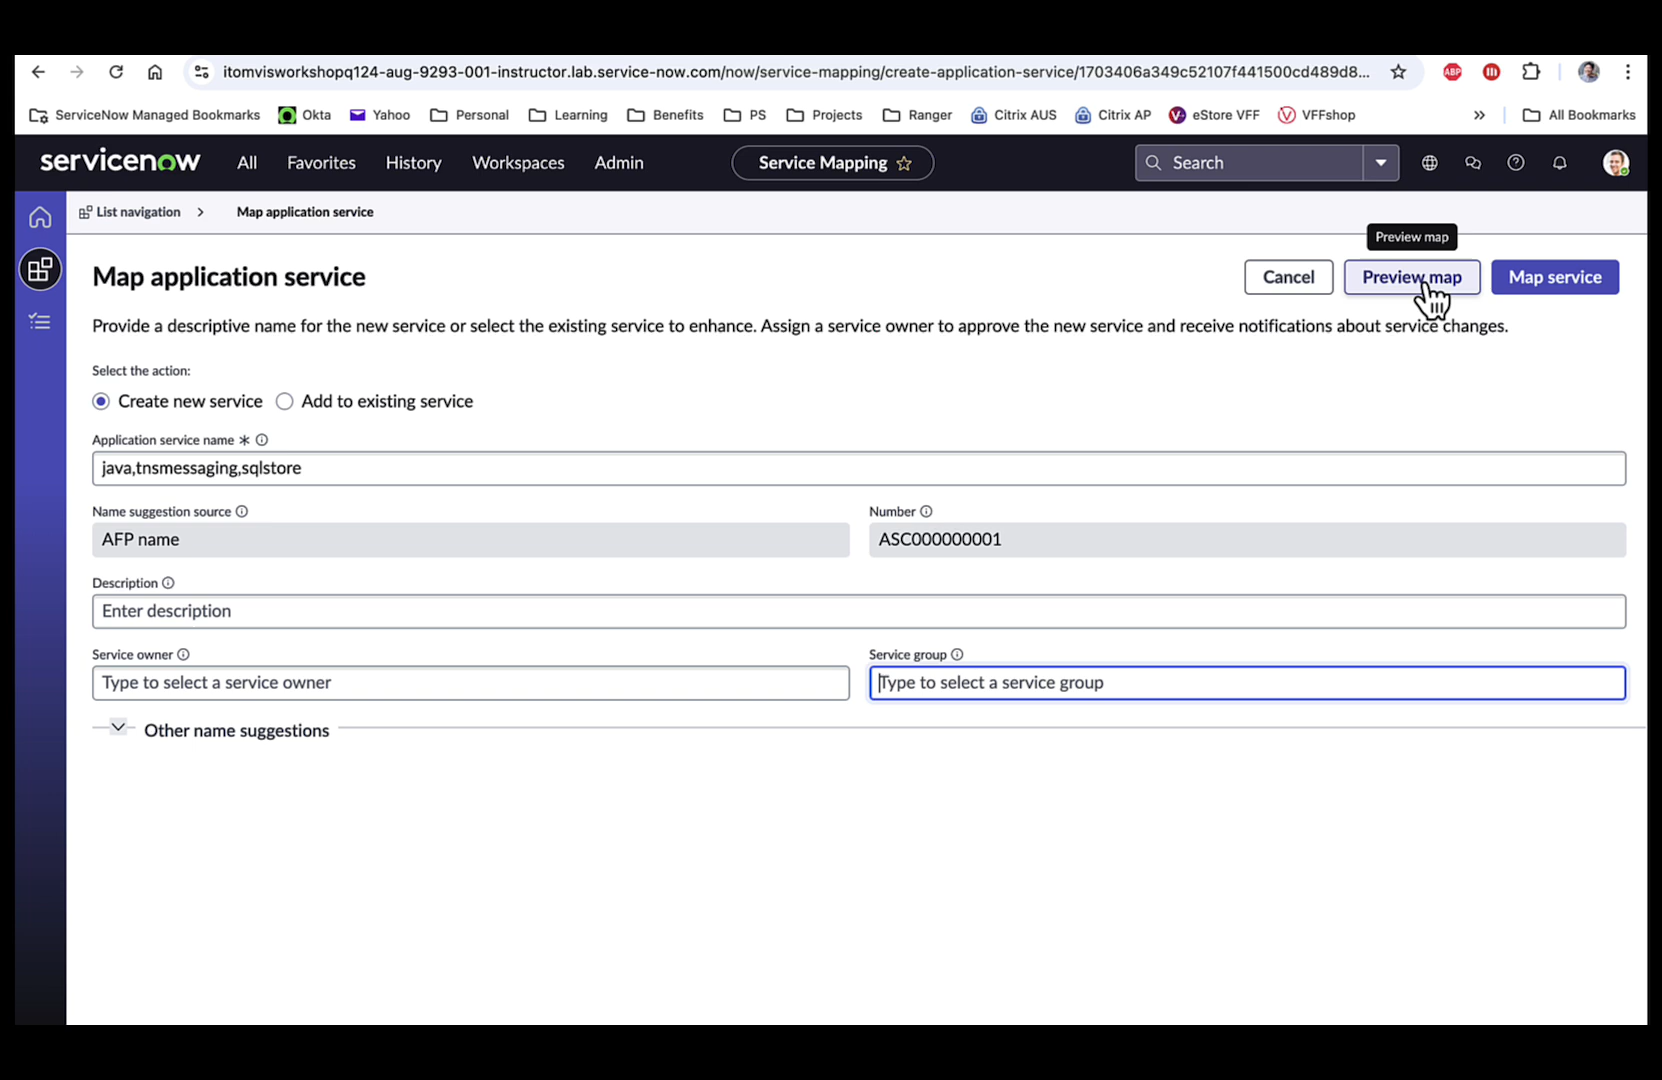 itomvisworkshopq124-aug-9293-001-instructor.lab.service-now.com/now/service-mapping/create-application-service/1703406a349c52107f441500cd489d8...
ABP
ServiceNow Managed Bookmarks Okta Yahoo Personal Learning Benefits PS Projects Ranger Citrix AUS Citrix AP eStore VFF VFFshop » All Bookmarks
servicenow All Favorites History Workspaces Admin Service Mapping Search
List navigation > Map application service
Preview map
Map application service Cancel Preview map Map service
Provide a descriptive name for the new service or select the existing service to enhance. Assign a service owner to approve the new service and receive notifications about service changes.
Select the action:
Create new service Add to existing service
Application service name *
java,tnsmessaging,sqlstore
Name suggestion source Number
AFP name ASC000000001
Description
Enter description
Service owner Service group
Type to select a service owner Type to select a service group
Other name suggestions